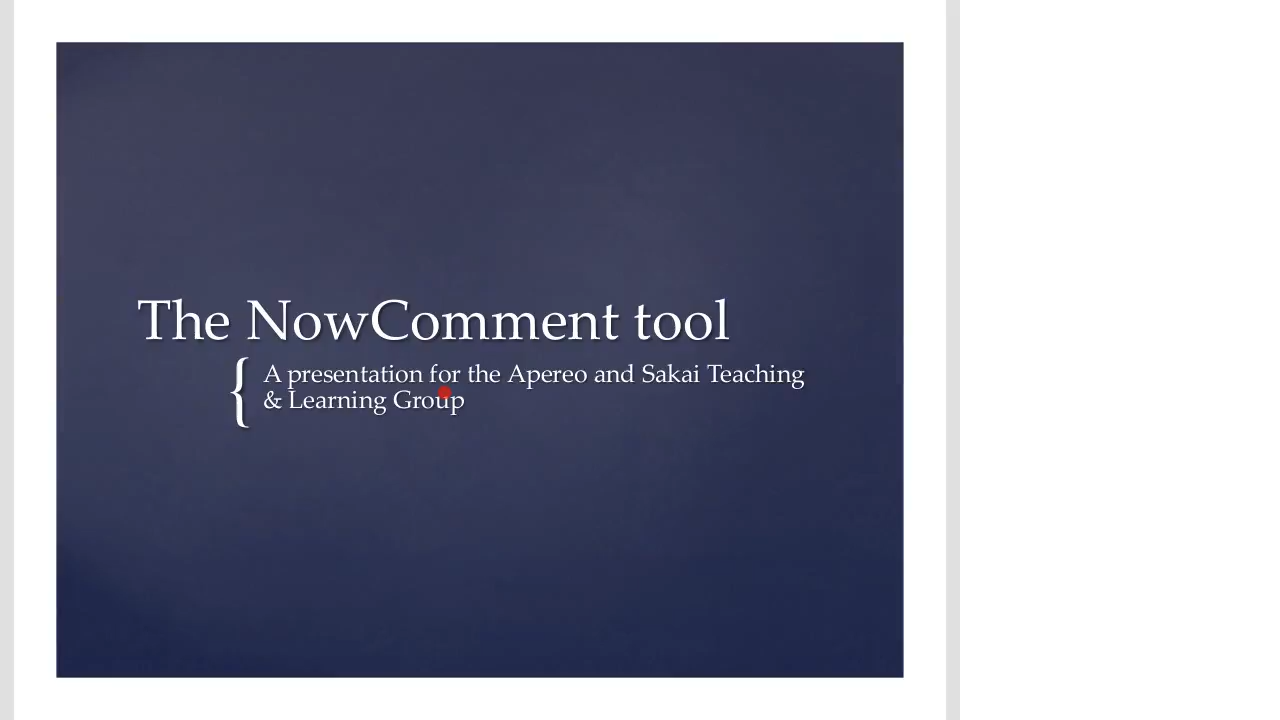 The NowComment tool
{ A presentation for the Apereo and Sakai Teaching
& Learning Group